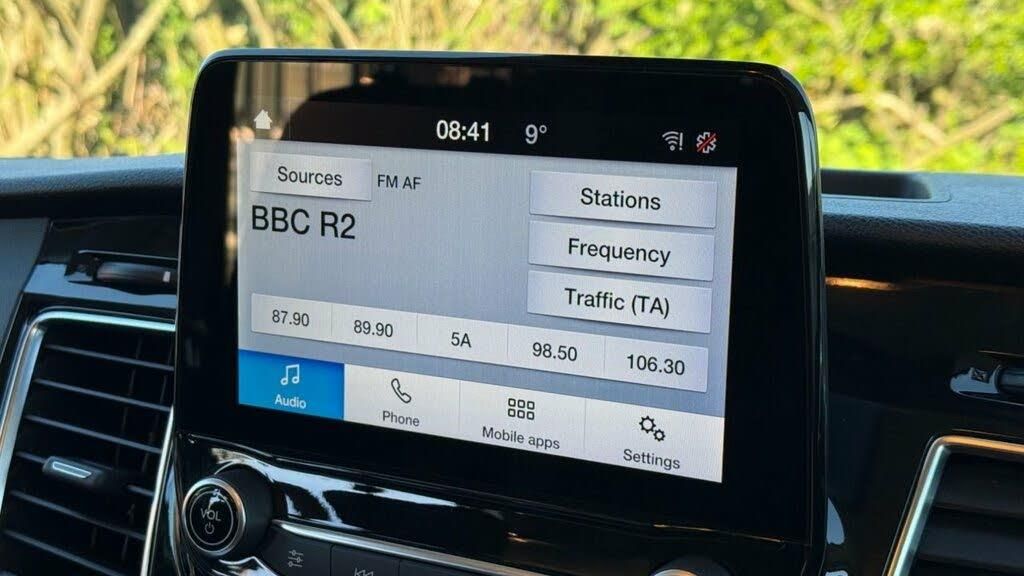 08:41 9°
Sources FM AF
BBC R2
Stations
Frequency
Traffic (TA)
87.90 89.90 5A 98.50 106.30
Audio Phone Mobile apps Settings
VOL